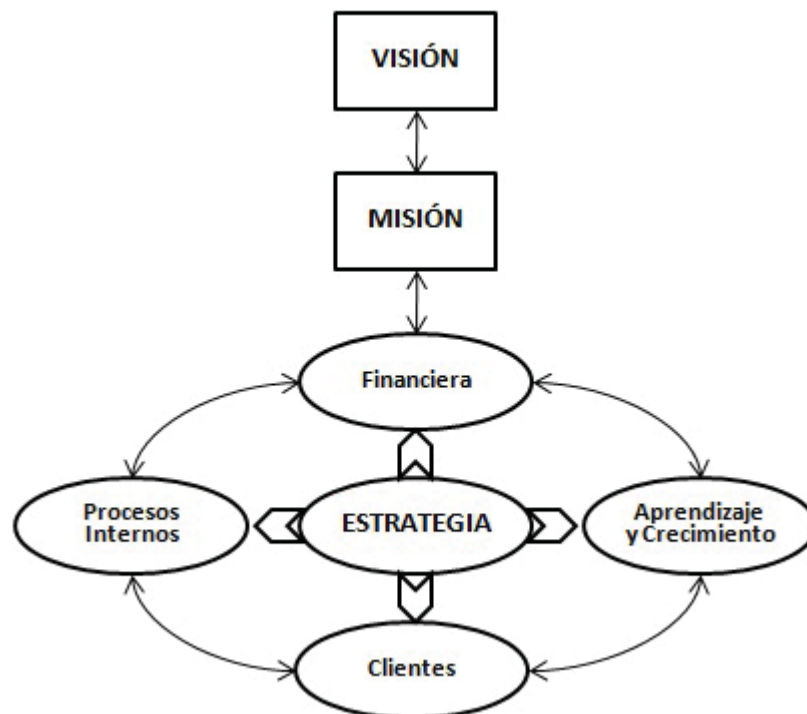 VISIÓN
MISIÓN
Financiera
Procesos
Internos
ESTRATEGIA
Aprendizaje
y Crecimiento
Clientes